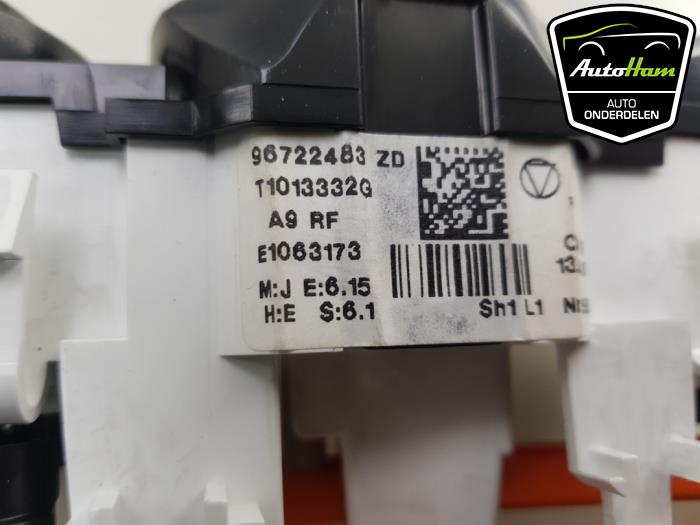 AutoHam
AUTO
ONDERDELEN
96722483 ZD
T1013332G
A9 RF
E1063173
M:J E:6.15
H:E S:6.1
Sh1 L1